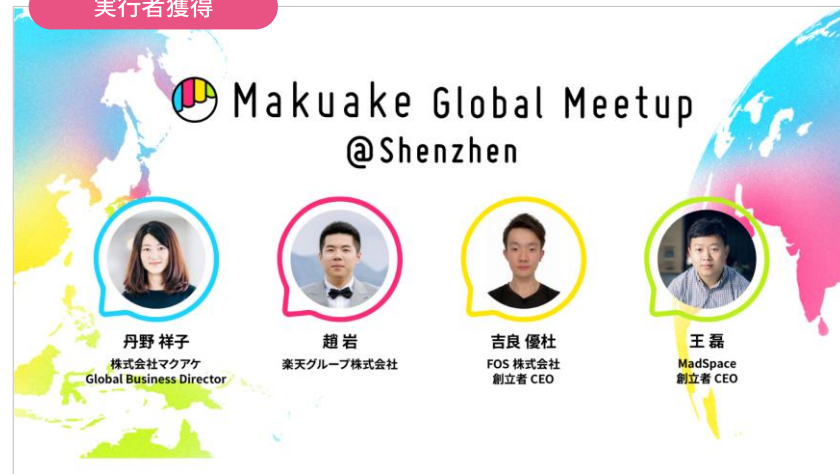 実行者獲得
Makuake Global Meetup
@Shenzhen
丹野 祥子
株式会社マクアケ
Global Business Director
趙 岩
楽天グループ株式会社
吉良 優杜
FOS 株式会社
創立者 CEO
王 磊
MadSpace
創立者 CEO